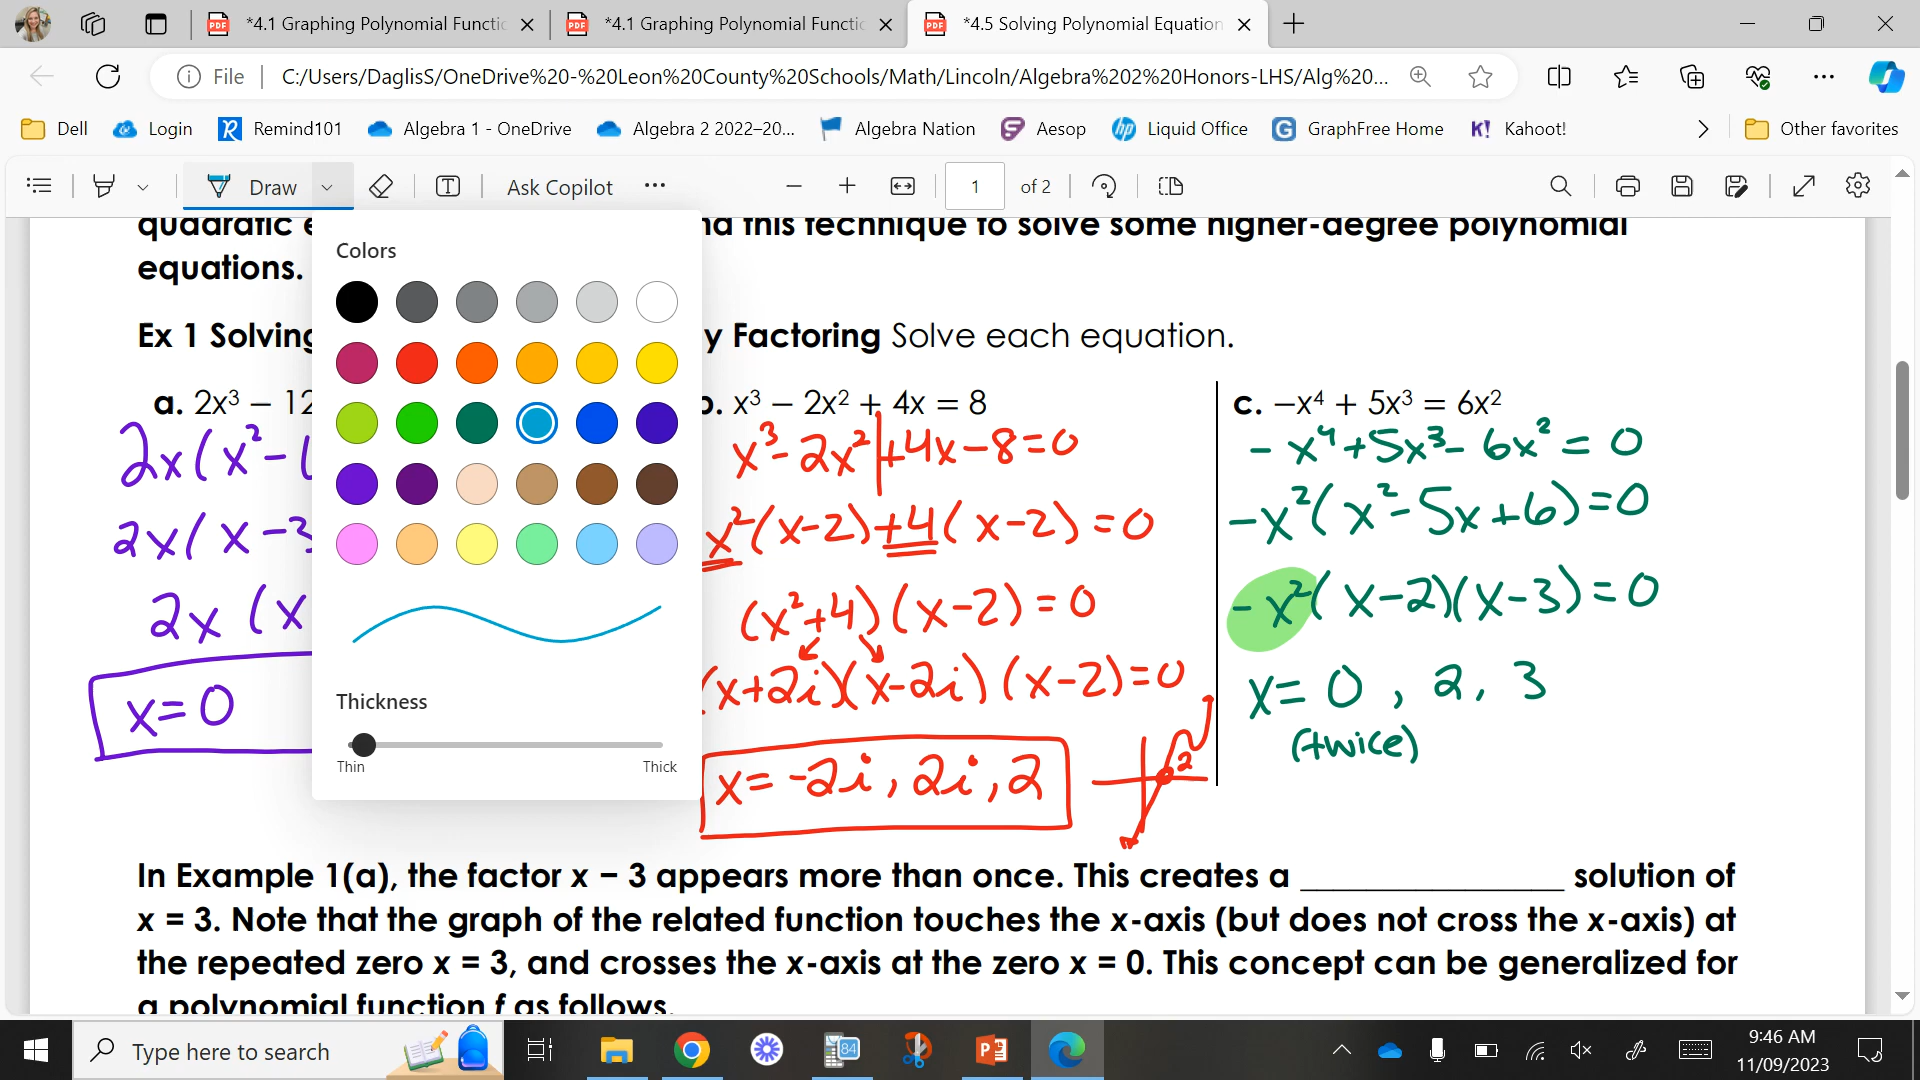 *4.1 Graphing Polynomial Functic
*4.1 Graphing Polynomial Functic
*4.5 Solving Polynomial Equation
File
C:/Users/DaglisS/OneDrive%20-%20Leon%20County%20Schools/Math/Lincoln/Algebra%202%20Honors-LHS/Alg%20...
Dell
Login
Remind101
Algebra 1 - OneDrive
Algebra 2 2022–20...
Algebra Nation
Aesop
Liquid Office
GraphFree Home
Kahoot!
Other favorites
Draw
Ask Copilot
1 of 2
quadratic
this technique to solve some higher-degree polynomial
equations.
Colors
Thickness
Thin
Thick
Ex 1 Solving
y Factoring Solve each equation.
a. 2x³ – 12
2x(x²-
2x(x-3
2x (x
x=0
b. x³ – 2x² + 4x = 8
x³-2x²+4x-8=0
x²(x-2)+4(x-2)=0
(x²+4)(x-2)=0
(x+2i)(x-2i)(x-2)=0
x=-2i, 2i, 2
2
c. –x⁴ + 5x³ = 6x²
-x⁴+5x³-6x²=0
-x²(x²-5x+6)=0
-x²(x-2)(x-3)=0
x=0, 2, 3
(twice)
In Example 1(a), the factor x – 3 appears more than once. This creates a ________________ solution of
x = 3. Note that the graph of the related function touches the x-axis (but does not cross the x-axis) at
the repeated zero x = 3, and crosses the x-axis at the zero x = 0. This concept can be generalized for
a polynomial function f as follows.
Type here to search
84
9:46 AM
11/09/2023